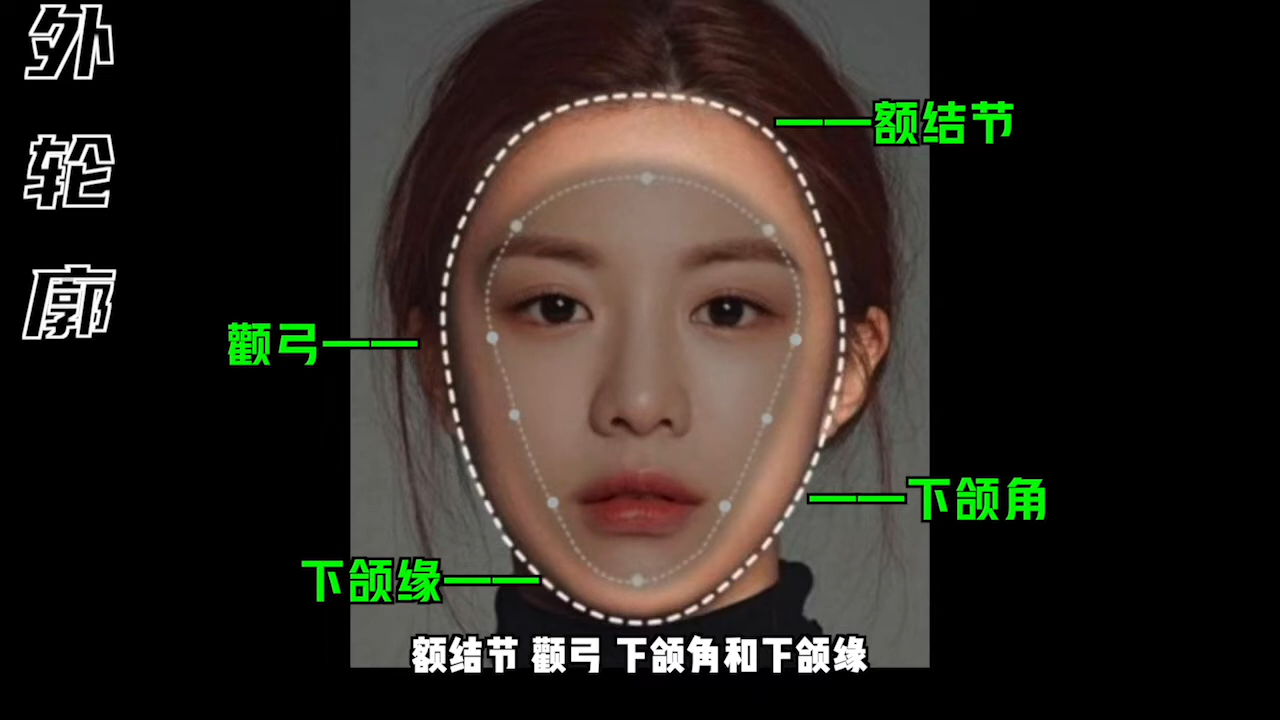 外轮廓
——额结节
颧弓——
——下颌角
下颌缘——
额结节 颧弓 下颌角和下颌缘